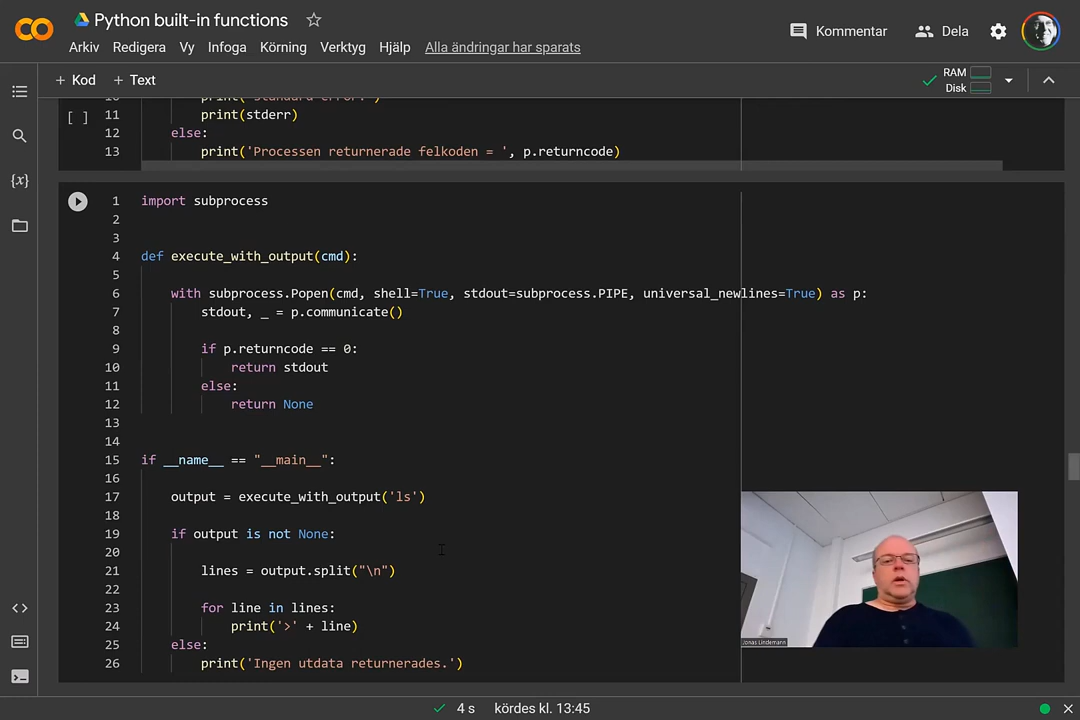 Python built-in functions
Arkiv Redigera Vy Infoga Körning Verktyg Hjälp Alla ändringar har sparats
Kommentar Dela
+ Kod + Text
RAM
Disk
10 print("standard error:")
[ ] 11 print(stderr)
12 else:
13 print('Processen returnerade felkoden = ', p.returncode)
1 import subprocess
2
3
4 def execute_with_output(cmd):
5
6 with subprocess.Popen(cmd, shell=True, stdout=subprocess.PIPE, universal_newlines=True) as p:
7 stdout, _ = p.communicate()
8
9 if p.returncode == 0:
10 return stdout
11 else:
12 return None
13
14
15 if __name__ == "__main__":
16
17 output = execute_with_output('ls')
18
19 if output is not None:
20
21 lines = output.split("\n")
22
23 for line in lines:
24 print('>' + line)
25 else:
26 print('Ingen utdata returnerades.')
{x}
<>
Jonas Lindemann
4 s kördes kl. 13:45